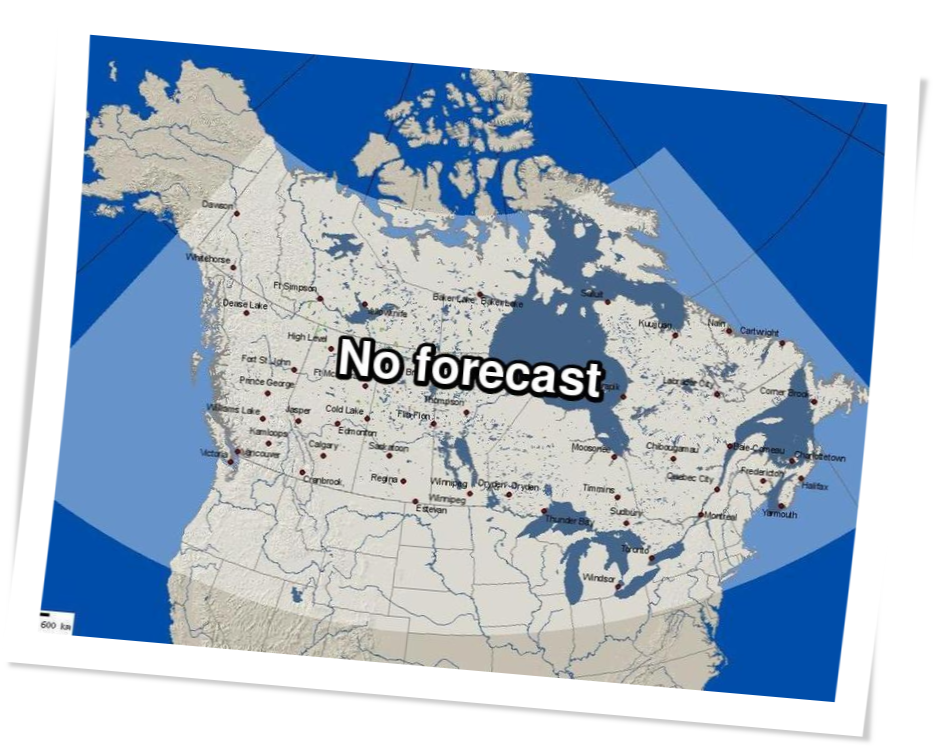 Dawson
Whitehorse
Ft Simpson
Dease Lake
Yellowknife
Baker Lake
Baker Lake
Salluit
Kuujjuaq
Nain
Cartwright
High Level
No forecast
Fort St. John
Prince George
Labrador City
Corner Brook
Thompson
Williams Lake
Jasper
Cold Lake
Flin Flon
Kamloops
Edmonton
Victoria
Vancouver
Calgary
Saskatoon
Moosonee
Chibougamau
Baie-Comeau
Charlottetown
Cranbrook
Regina
Winnipeg
Dryden
Dryden
Quebec City
Fredericton
Halifax
Winnipeg
Estevan
Timmins
Thunder Bay
Sudbury
Montreal
Yarmouth
Toronto
Windsor
600 km